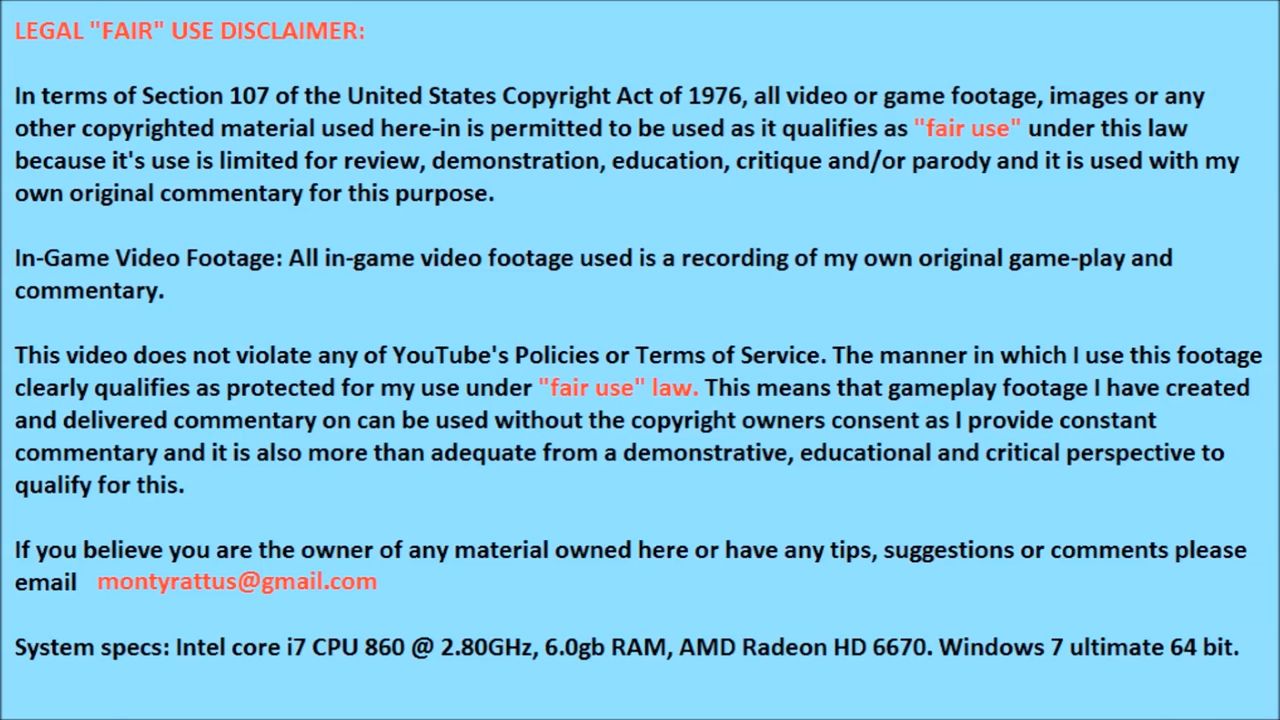 LEGAL "FAIR" USE DISCLAIMER:
In terms of Section 107 of the United States Copyright Act of 1976, all video or game footage, images or any
other copyrighted material used here-in is permitted to be used as it qualifies as "fair use" under this law
because it's use is limited for review, demonstration, education, critique and/or parody and it is used with my
own original commentary for this purpose.
In-Game Video Footage: All in-game video footage used is a recording of my own original game-play and
commentary.
This video does not violate any of YouTube's Policies or Terms of Service. The manner in which I use this footage
clearly qualifies as protected for my use under "fair use" law. This means that gameplay footage I have created
and delivered commentary on can be used without the copyright owners consent as I provide constant
commentary and it is also more than adequate from a demonstrative, educational and critical perspective to
qualify for this.
If you believe you are the owner of any material owned here or have any tips, suggestions or comments please
email montyrattus@gmail.com
System specs: Intel core i7 CPU 860 @ 2.80GHz, 6.0gb RAM, AMD Radeon HD 6670. Windows 7 ultimate 64 bit.